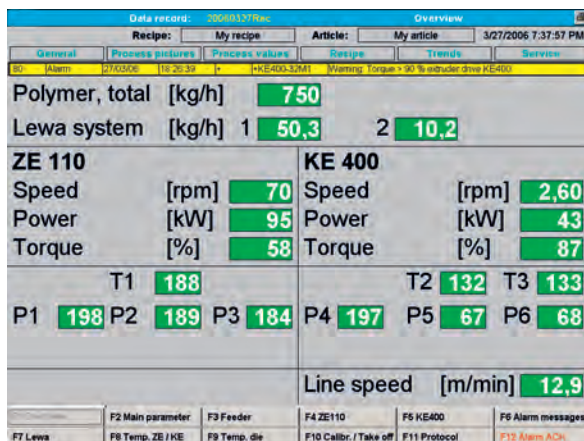 Data record: 20060327Rec Overview
Recipe: My recipe Article: My article 3/27/2006 7:37:57 PM
General Process pictures Process values Recipe Trends Service
80 Alarm 27/03/06 18:26:39 + +KE400-32M1 Warning: Torque > 90 % extruder drive KE400
Polymer, total [kg/h] 750
Lewa system [kg/h] 1 50,3 2 10,2
ZE 110 KE 400
Speed [rpm] 70 Speed [rpm] 2,60
Power [kW] 95 Power [kW] 43
Torque [%] 58 Torque [%] 87
T1 188 T2 132 T3 133
P1 198 P2 189 P3 184 P4 197 P5 67 P6 68
Line speed [m/min] 12,9
F2 Main parameter F3 Feeder F4 ZE110 F5 KE400 F6 Alarm messages
F7 Lewa F8 Temp. ZE / KE F9 Temp. die F10 Calibr. / Take off F11 Protocol F12 Alarm ACK